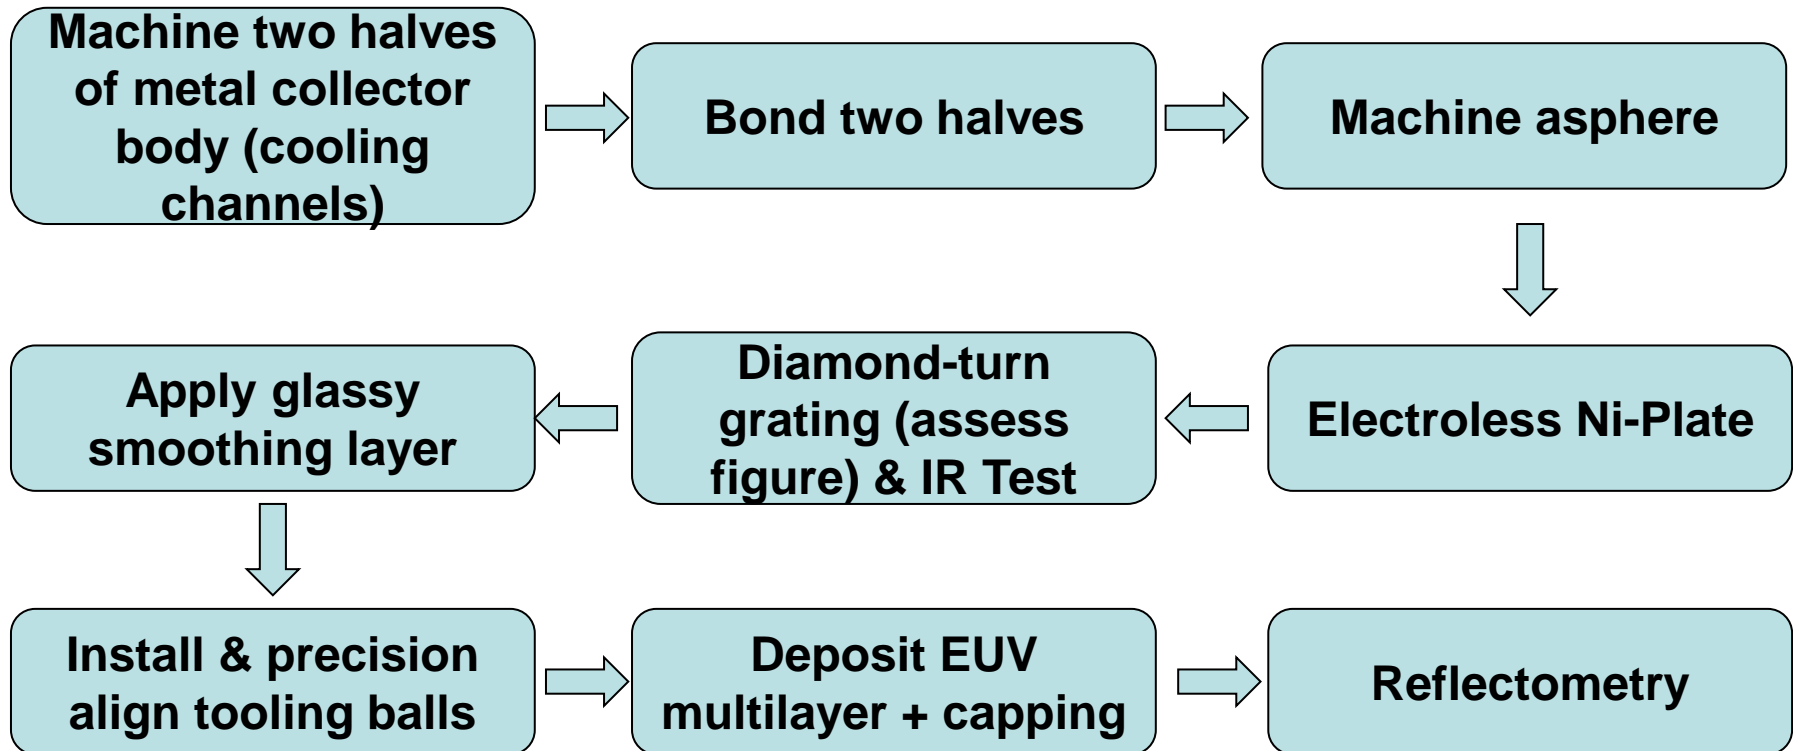 Machine two halves
of metal collector
body (cooling
channels)
Bond two halves
Machine asphere
Electroless Ni-Plate
Diamond-turn
grating (assess
figure) & IR Test
Apply glassy
smoothing layer
Install & precision
align tooling balls
Deposit EUV
multilayer + capping
Reflectometry